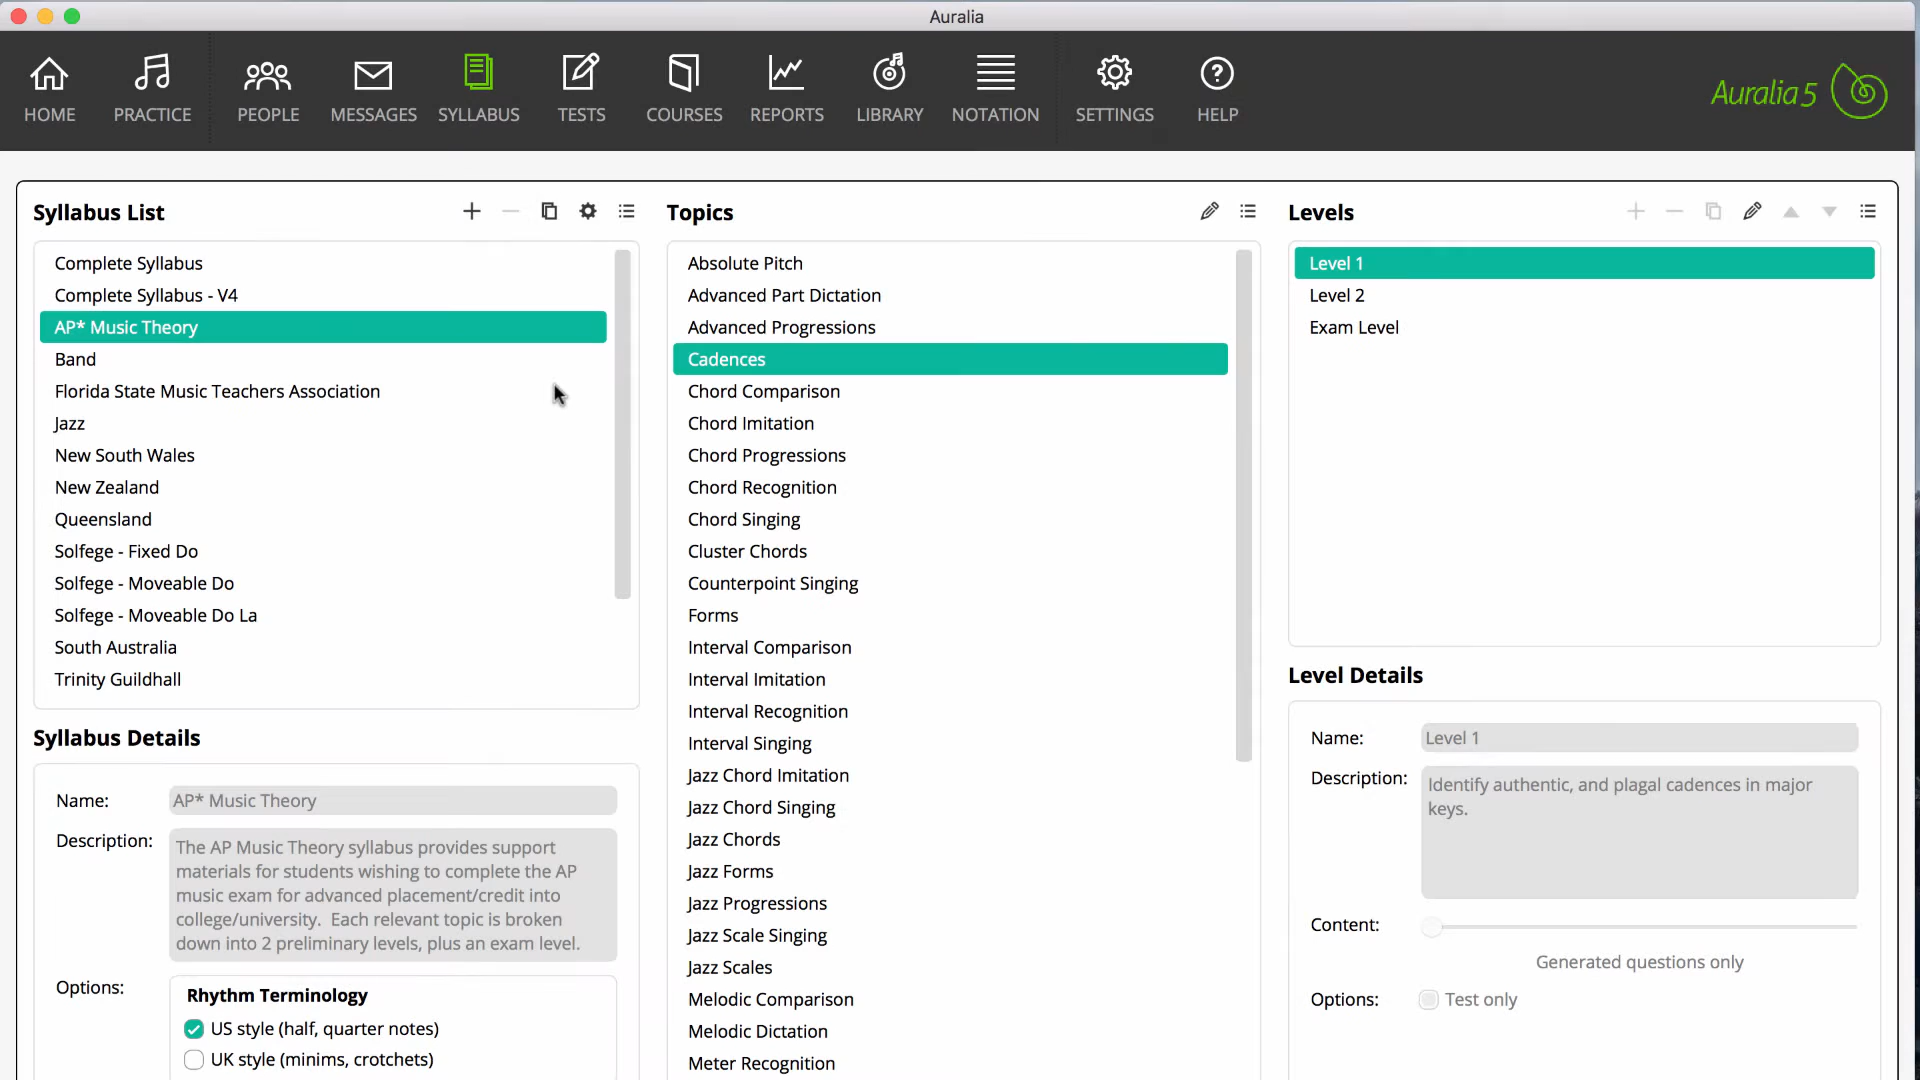 Auralia
HOME
PRACTICE
PEOPLE
MESSAGES
SYLLABUS
TESTS
COURSES
REPORTS
LIBRARY
NOTATION
SETTINGS
HELP
Auralia 5
Syllabus List
Complete Syllabus
Complete Syllabus - V4
AP* Music Theory
Band
Florida State Music Teachers Association
Jazz
New South Wales
New Zealand
Queensland
Solfege - Fixed Do
Solfege - Moveable Do
Solfege - Moveable Do La
South Australia
Trinity Guildhall
Syllabus Details
Name:
AP* Music Theory
Description:
The AP Music Theory syllabus provides support
materials for students wishing to complete the AP
music exam for advanced placement/credit into
college/university.  Each relevant topic is broken
down into 2 preliminary levels, plus an exam level.
Options:
Rhythm Terminology
US style (half, quarter notes)
UK style (minims, crotchets)
Topics
Absolute Pitch
Advanced Part Dictation
Advanced Progressions
Cadences
Chord Comparison
Chord Imitation
Chord Progressions
Chord Recognition
Chord Singing
Cluster Chords
Counterpoint Singing
Forms
Interval Comparison
Interval Imitation
Interval Recognition
Interval Singing
Jazz Chord Imitation
Jazz Chord Singing
Jazz Chords
Jazz Forms
Jazz Progressions
Jazz Scale Singing
Jazz Scales
Melodic Comparison
Melodic Dictation
Meter Recognition
Levels
Level 1
Level 2
Exam Level
Level Details
Name:
Level 1
Description:
Identify authentic, and plagal cadences in major
keys.
Content:
Generated questions only
Options:
Test only